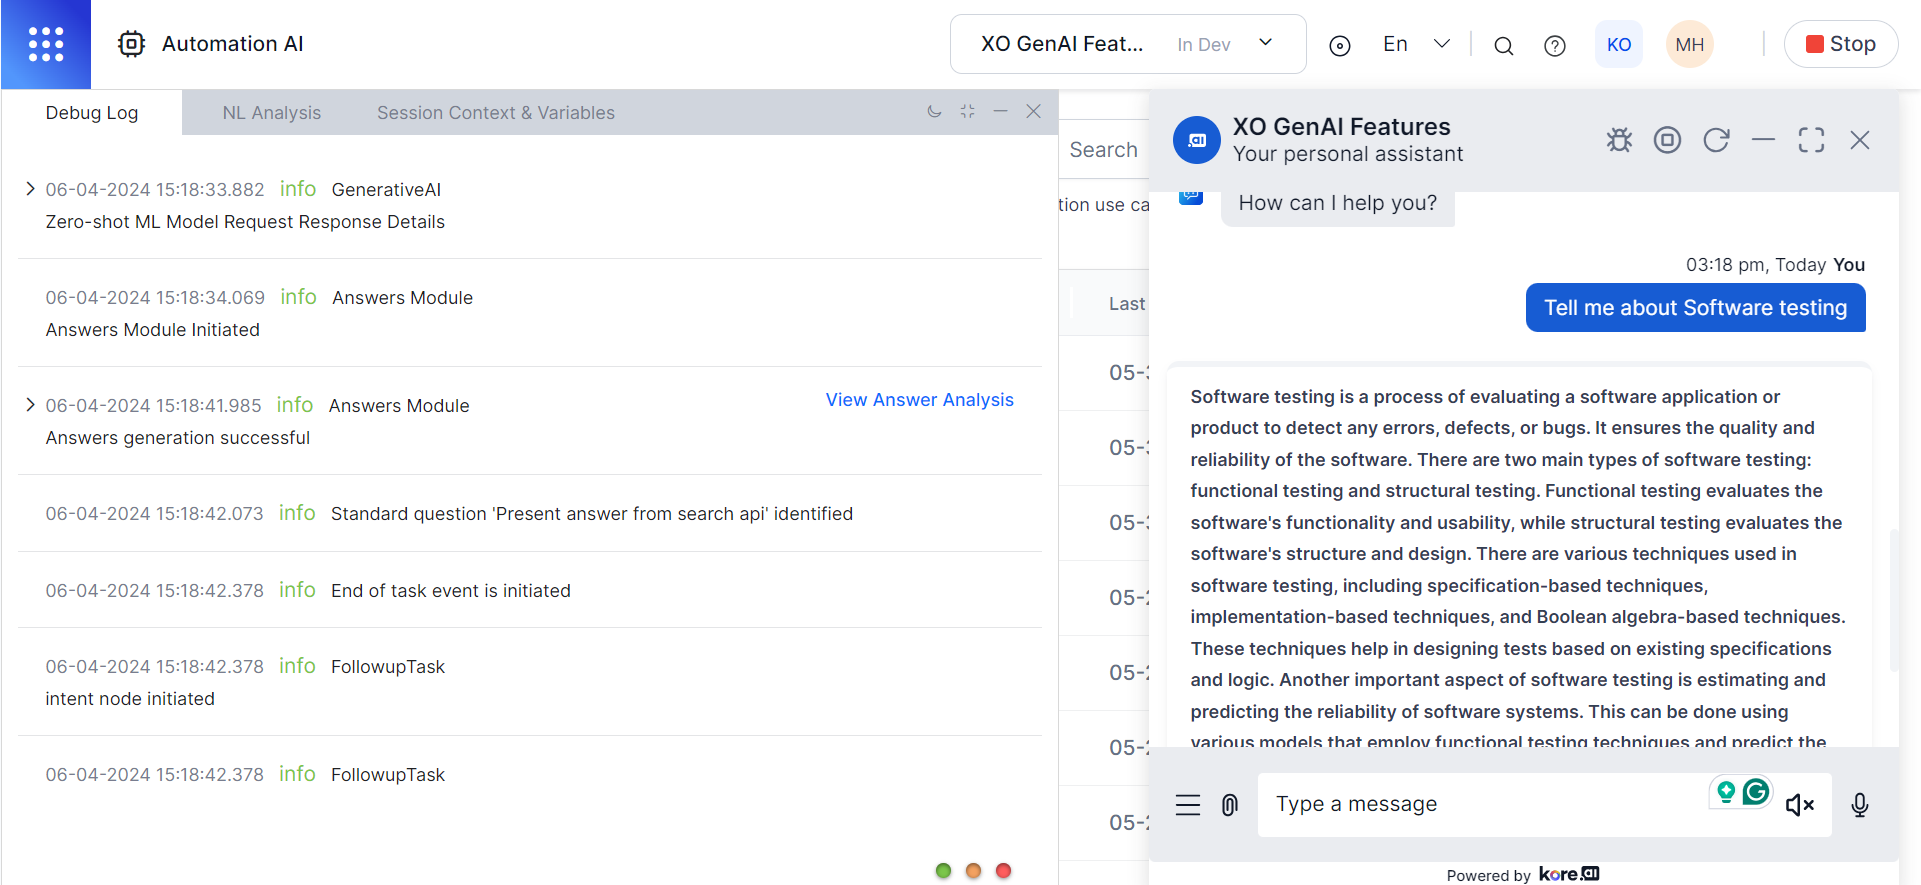 Automation AI
XO GenAI Feat... In Dev
En
KO
MH
Stop
Debug Log
NL Analysis
Session Context & Variables
06-04-2024 15:18:33.882 info GenerativeAI
Zero-shot ML Model Request Response Details
06-04-2024 15:18:34.069 info Answers Module
Answers Module Initiated
06-04-2024 15:18:41.985 info Answers Module
View Answer Analysis
Answers generation successful
06-04-2024 15:18:42.073 info Standard question 'Present answer from search api' identified
06-04-2024 15:18:42.378 info End of task event is initiated
06-04-2024 15:18:42.378 info FollowupTask
intent node initiated
06-04-2024 15:18:42.378 info FollowupTask
Search
tion use ca
Last
05-3
05-3
05-3
05-2
05-2
05-2
05-2
.ai
XO GenAI Features
Your personal assistant
How can I help you?
03:18 pm, Today You
Tell me about Software testing
Software testing is a process of evaluating a software application or
product to detect any errors, defects, or bugs. It ensures the quality and
reliability of the software. There are two main types of software testing:
functional testing and structural testing. Functional testing evaluates the
software's functionality and usability, while structural testing evaluates the
software's structure and design. There are various techniques used in
software testing, including specification-based techniques,
implementation-based techniques, and Boolean algebra-based techniques.
These techniques help in designing tests based on existing specifications
and logic. Another important aspect of software testing is estimating and
predicting the reliability of software systems. This can be done using
various models that employ functional testing techniques and predict the
Type a message
Powered by kore.ai